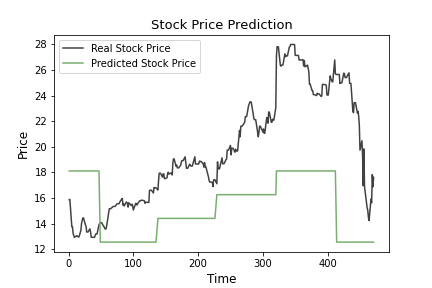 Stock Price Prediction
Real Stock Price
Predicted Stock Price
Price
28
26
24
22
20
18
16
14
12
0 100 200 300 400
Time